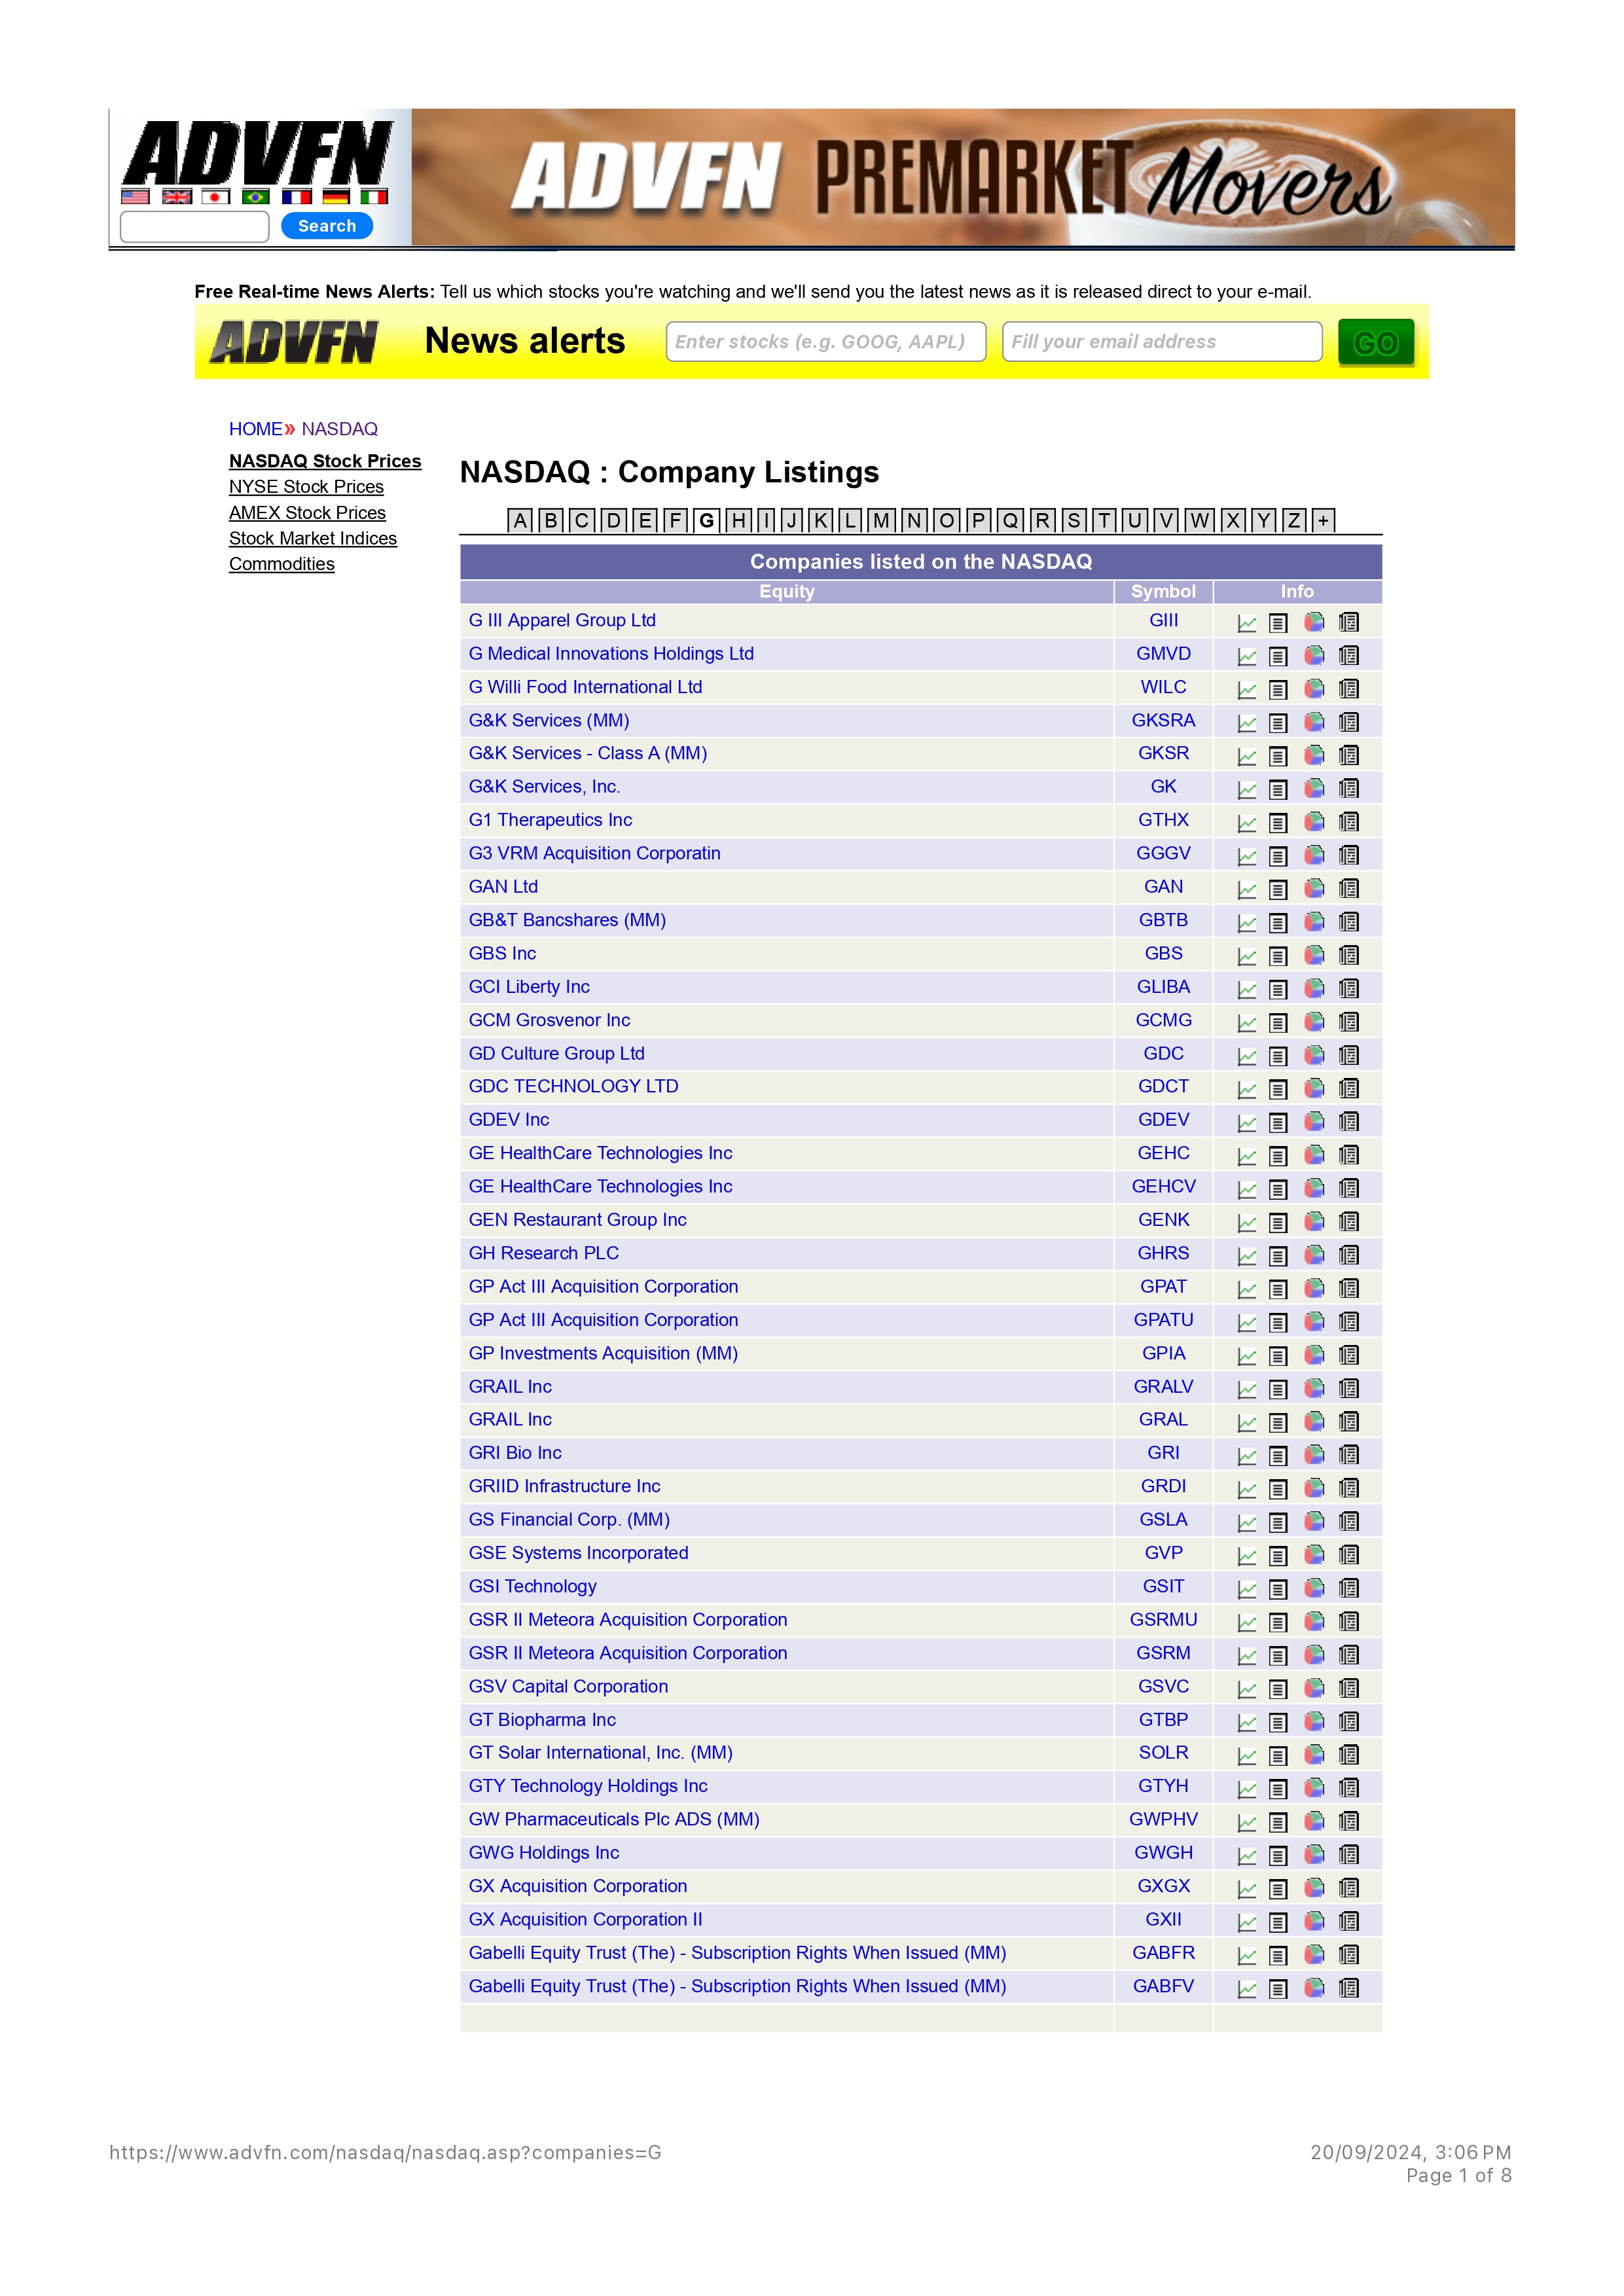 ADVFN
Search
ADVFN PREMARKET Movers
Free Real-time News Alerts: Tell us which stocks you're watching and we'll send you the latest news as it is released direct to your e-mail.
ADVFN News alerts Enter stocks (e.g. GOOG, AAPL) Fill your email address GO
HOME» NASDAQ
NASDAQ Stock Prices
NYSE Stock Prices
AMEX Stock Prices
Stock Market Indices
Commodities
NASDAQ : Company Listings
A B C D E F G H I J K L M N O P Q R S T U V W X Y Z +
Companies listed on the NASDAQ
Equity Symbol Info
G III Apparel Group Ltd GIII
G Medical Innovations Holdings Ltd GMVD
G Willi Food International Ltd WILC
G&K Services (MM) GKSRA
G&K Services - Class A (MM) GKSR
G&K Services, Inc. GK
G1 Therapeutics Inc GTHX
G3 VRM Acquisition Corporatin GGGV
GAN Ltd GAN
GB&T Bancshares (MM) GBTB
GBS Inc GBS
GCI Liberty Inc GLIBA
GCM Grosvenor Inc GCMG
GD Culture Group Ltd GDC
GDC TECHNOLOGY LTD GDCT
GDEV Inc GDEV
GE HealthCare Technologies Inc GEHC
GE HealthCare Technologies Inc GEHCV
GEN Restaurant Group Inc GENK
GH Research PLC GHRS
GP Act III Acquisition Corporation GPAT
GP Act III Acquisition Corporation GPATU
GP Investments Acquisition (MM) GPIA
GRAIL Inc GRALV
GRAIL Inc GRAL
GRI Bio Inc GRI
GRIID Infrastructure Inc GRDI
GS Financial Corp. (MM) GSLA
GSE Systems Incorporated GVP
GSI Technology GSIT
GSR II Meteora Acquisition Corporation GSRMU
GSR II Meteora Acquisition Corporation GSRM
GSV Capital Corporation GSVC
GT Biopharma Inc GTBP
GT Solar International, Inc. (MM) SOLR
GTY Technology Holdings Inc GTYH
GW Pharmaceuticals Plc ADS (MM) GWPHV
GWG Holdings Inc GWGH
GX Acquisition Corporation GXGX
GX Acquisition Corporation II GXII
Gabelli Equity Trust (The) - Subscription Rights When Issued (MM) GABFR
Gabelli Equity Trust (The) - Subscription Rights When Issued (MM) GABFV
https://www.advfn.com/nasdaq/nasdaq.asp?companies=G 20/09/2024, 3:06 PM
Page 1 of 8